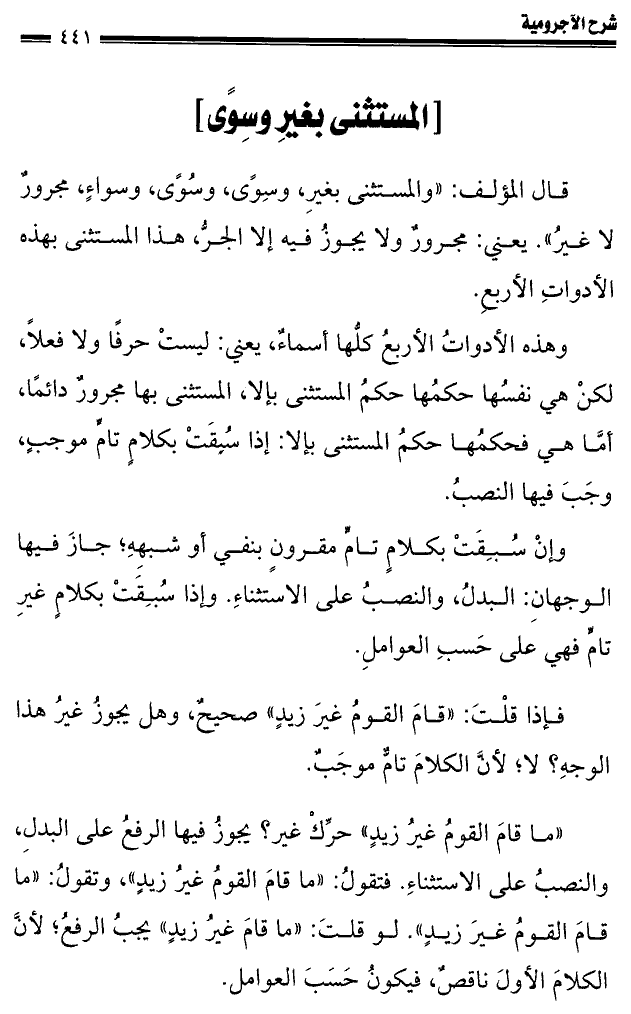 شرح الآجرومية
٤٤١
[المستثنى بغيرِ وسِوًى]
قال المؤلف: «والمستثنى بغيرِ، وسِوًى، وسُوًى، وسواءٍ، مجرورٌ
لا غيرُ». يعني: مجرورٌ ولا يجوزُ فيه إلا الجرُّ، هذا المستثنى بهذه
الأدواتِ الأربعِ.
وهذه الأدواتُ الأربعُ كلُّها أسماءٌ، يعني: ليستْ حرفًا ولا فعلاً،
لكنْ هي نفسُها حكمُها حكمُ المستثنى بإلا، المستثنى بها مجرورٌ دائمًا،
أمَّا هي فحكمُها حكمُ المستثنى بإلا: إذا سُبِقَتْ بكلامٍ تامٍّ موجبٍ،
وجَبَ فيها النصبُ.
وإنْ سُبِقَتْ بكلامٍ تامٍّ مقرونٍ بنفي أو شبههِ؛ جازَ فيها
الوجهانِ: البدلُ، والنصبُ على الاستثناءِ. وإذا سُبِقَتْ بكلامٍ غيرِ
تامٍّ فهي على حَسبِ العواملِ.
فإذا قلْتَ: «قامَ القومُ غيرَ زيدٍ» صحيحٌ، وهل يجوزُ غيرُ هذا
الوجهِ؟ لا؛ لأنَّ الكلامَ تامٌّ موجَبٌ.
«ما قامَ القومُ غيرُ زيدٍ» حرِّكْ غير؟ يجوزُ فيها الرفعُ على البدلِ،
والنصبُ على الاستثناءِ. فتقولُ: «ما قامَ القومُ غيرُ زيدٍ»، وتقولُ: «ما
قامَ القومُ غيرَ زيدٍ». لو قلتَ: «ما قامَ غيرُ زيدٍ» يجبُ الرفعُ؛ لأنَّ
الكلامَ الأولَ ناقصٌ، فيكونُ حَسَبَ العوامل.